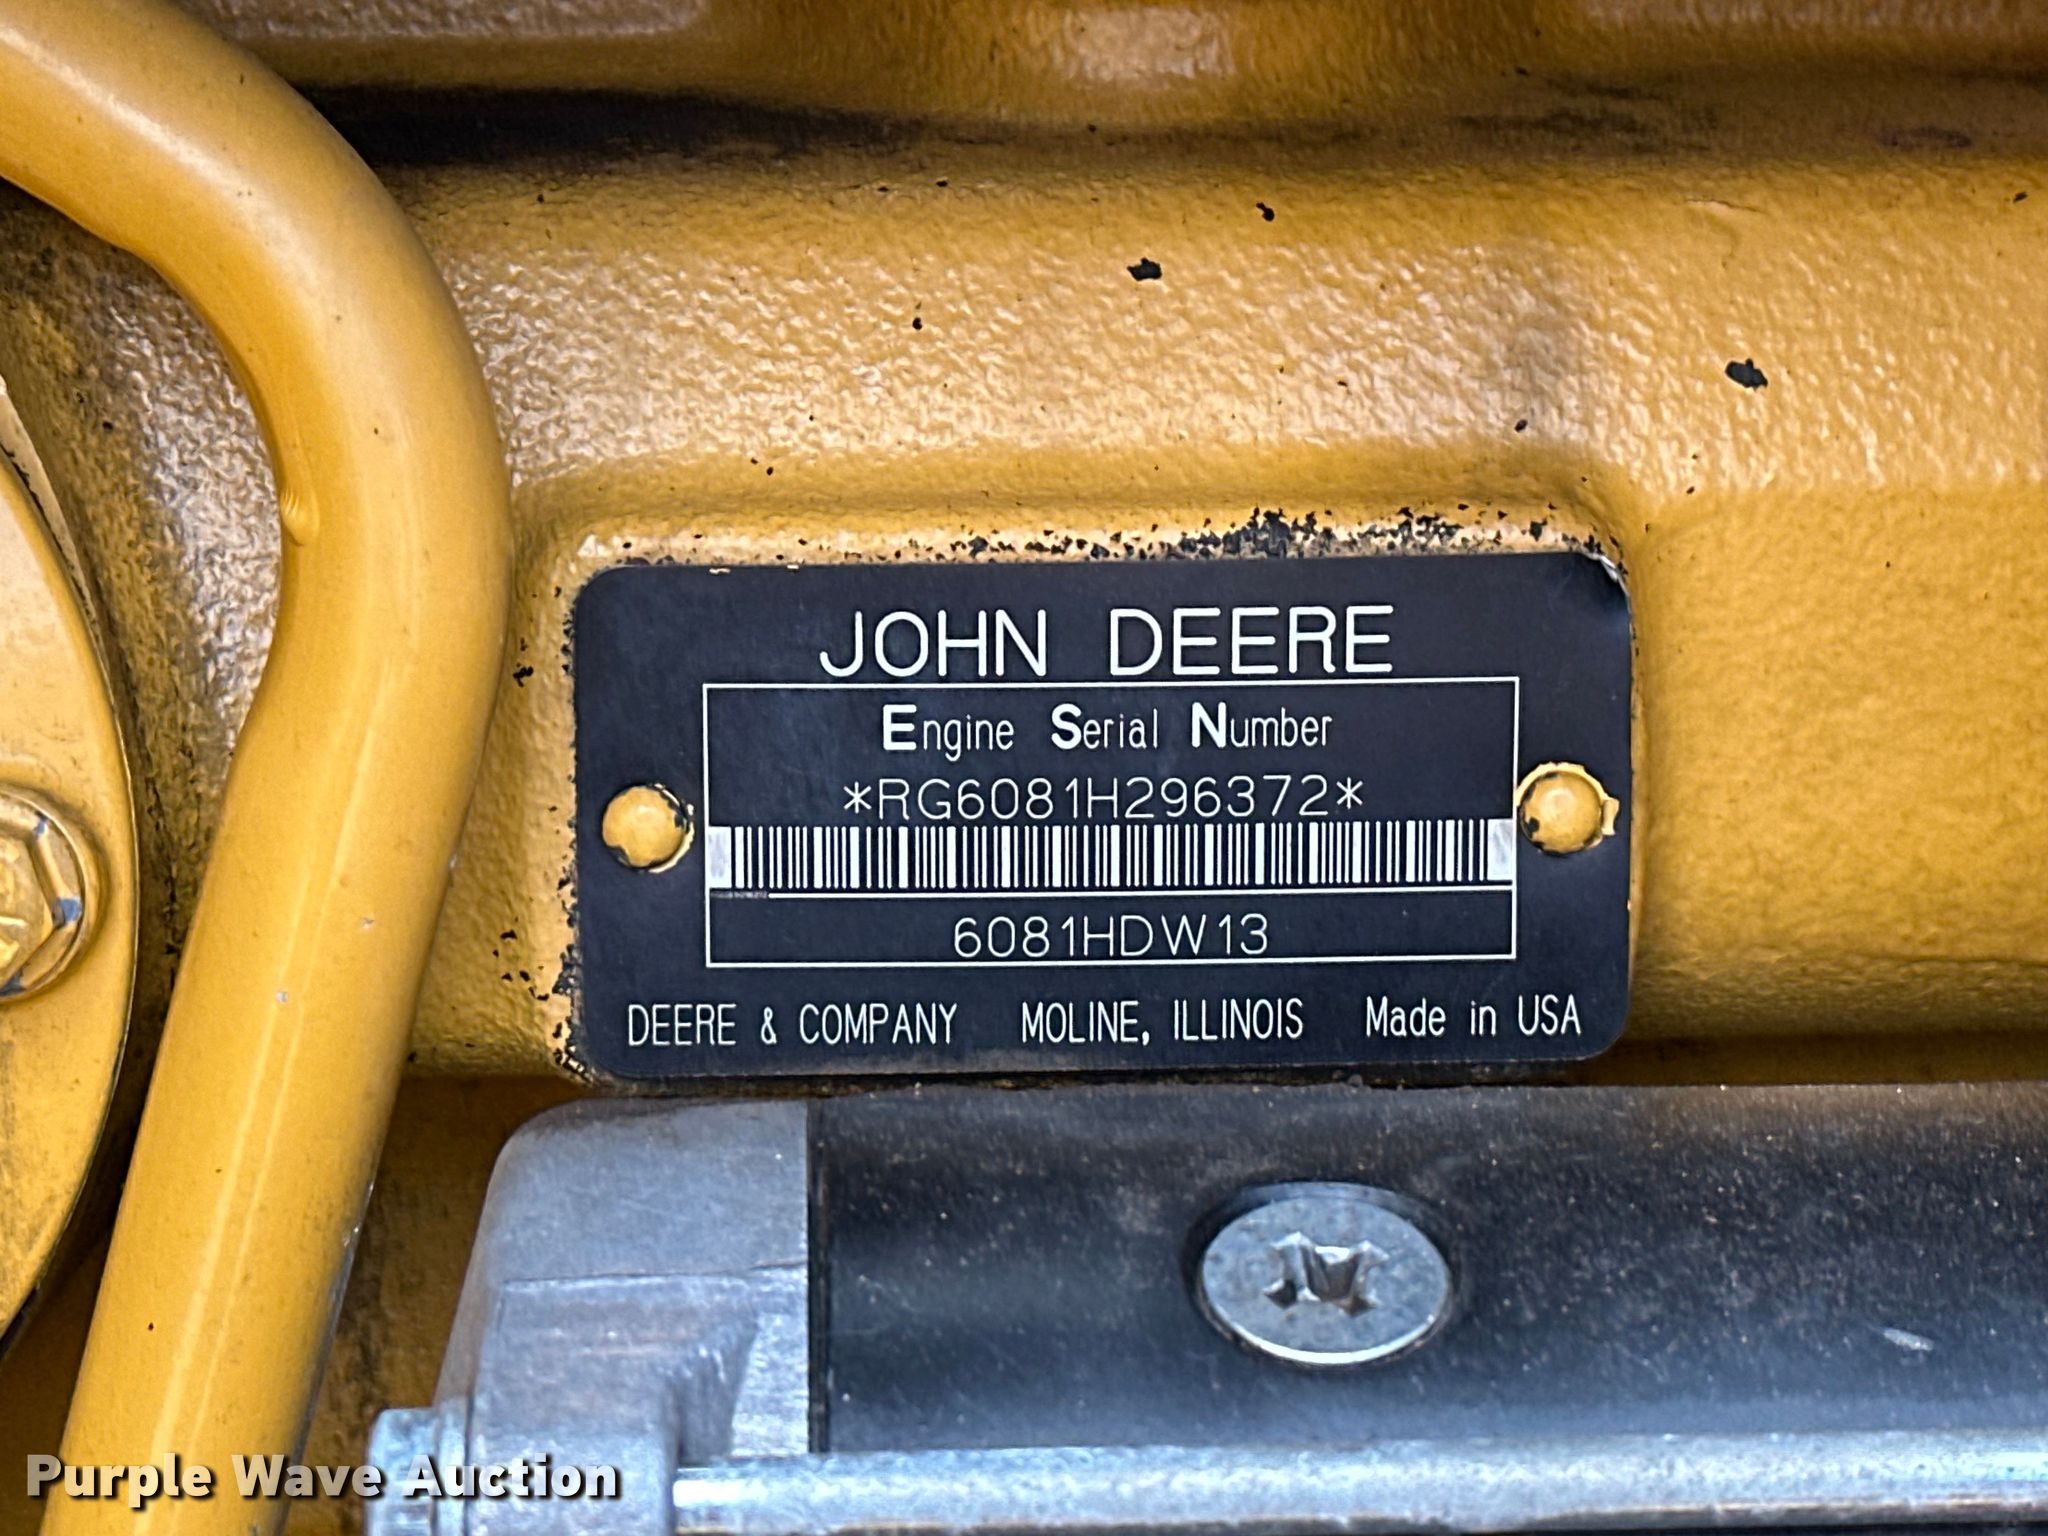 JOHN DEERE
Engine Serial Number
*RG6081H296372*
6081HDW13
DEERE & COMPANY MOLINE, ILLINOIS Made in USA
Purple Wave Auction